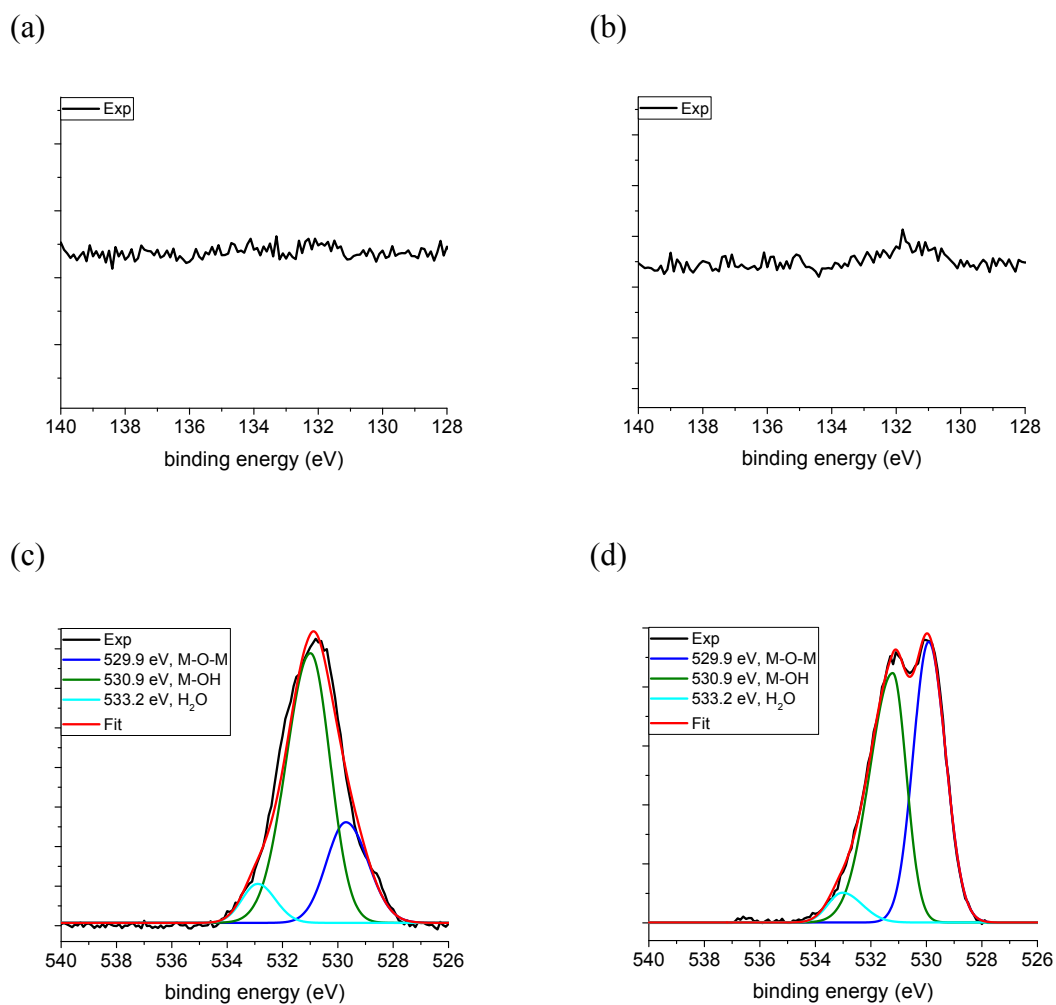 (a)
(b)
Exp
Exp
140 138 136 134 132 130 128
140 138 136 134 132 130 128
binding energy (eV)
binding energy (eV)
(c)
(d)
Exp
529.9 eV, M-O-M
530.9 eV, M-OH
533.2 eV, H₂O
Fit
Exp
529.9 eV, M-O-M
530.9 eV, M-OH
533.2 eV, H₂O
Fit
540 538 536 534 532 530 528 526
540 538 536 534 532 530 528 526
binding energy (eV)
binding energy (eV)